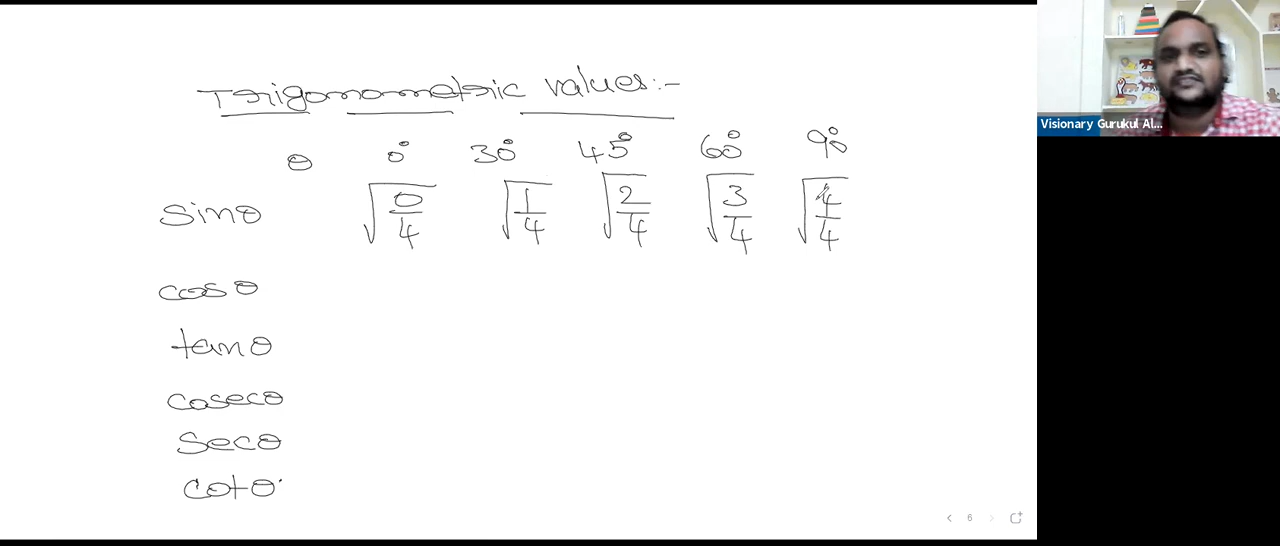 Trigonometric values:-
θ 0° 30° 45° 60° 90°
sinθ √(0/4) √(1/4) √(2/4) √(3/4) √(4/4)
cosθ
tanθ
cosecθ
secθ
cotθ
Visionary Gurukul Al...
6